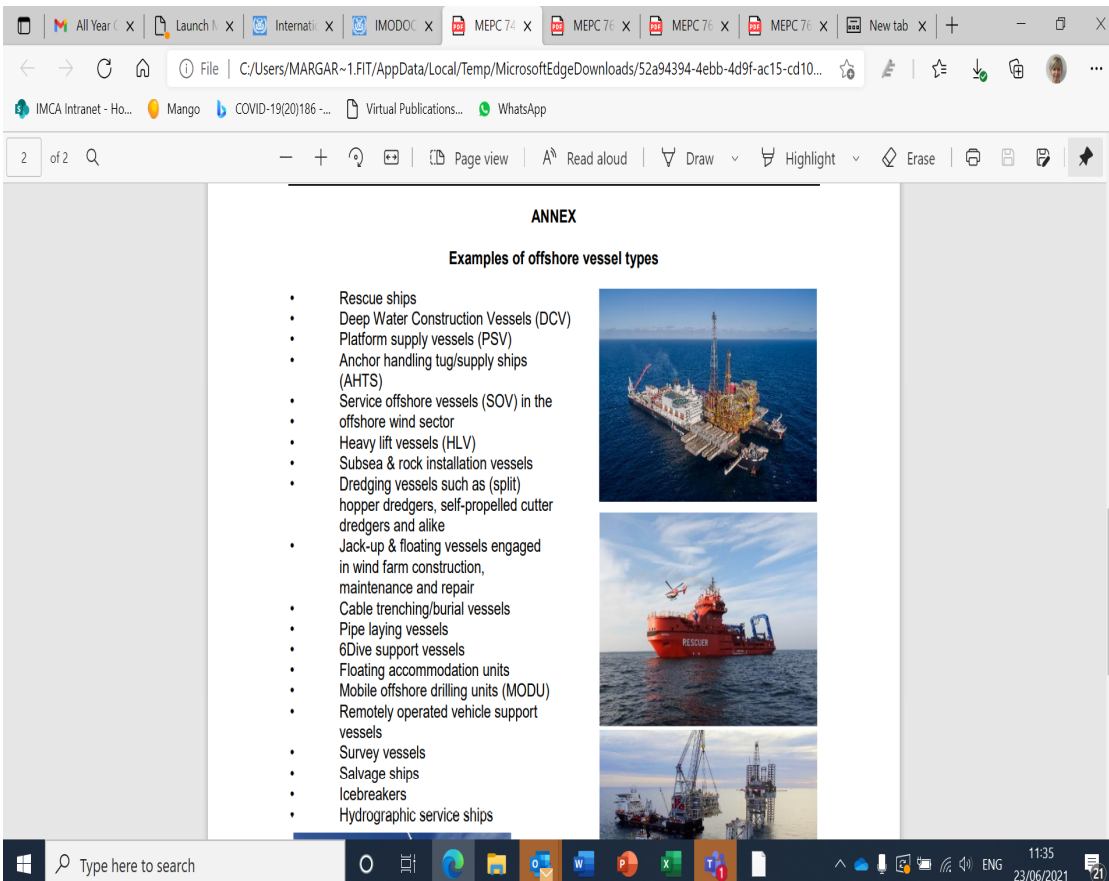 All Year C
Launch M
Internatic
IMODOC
MEPC 74
MEPC 76
MEPC 76
MEPC 76
New tab
File
C:/Users/MARGAR~1.FIT/AppData/Local/Temp/MicrosoftEdgeDownloads/52a94394-4ebb-4d9f-ac15-cd10...
IMCA Intranet - Ho...
Mango
COVID-19(20)186 -...
Virtual Publications...
WhatsApp
2 of 2
Page view
Read aloud
Draw
Highlight
Erase
ANNEX
Examples of offshore vessel types
• Rescue ships
• Deep Water Construction Vessels (DCV)
• Platform supply vessels (PSV)
• Anchor handling tug/supply ships
(AHTS)
• Service offshore vessels (SOV) in the
• offshore wind sector
• Heavy lift vessels (HLV)
• Subsea & rock installation vessels
• Dredging vessels such as (split)
hopper dredgers, self-propelled cutter
dredgers and alike
• Jack-up & floating vessels engaged
in wind farm construction,
maintenance and repair
• Cable trenching/burial vessels
• Pipe laying vessels
• 6Dive support vessels
• Floating accommodation units
• Mobile offshore drilling units (MODU)
• Remotely operated vehicle support
vessels
• Survey vessels
• Salvage ships
• Icebreakers
• Hydrographic service ships
RESCUER
Type here to search
ENG
11:35
23/06/2021
21